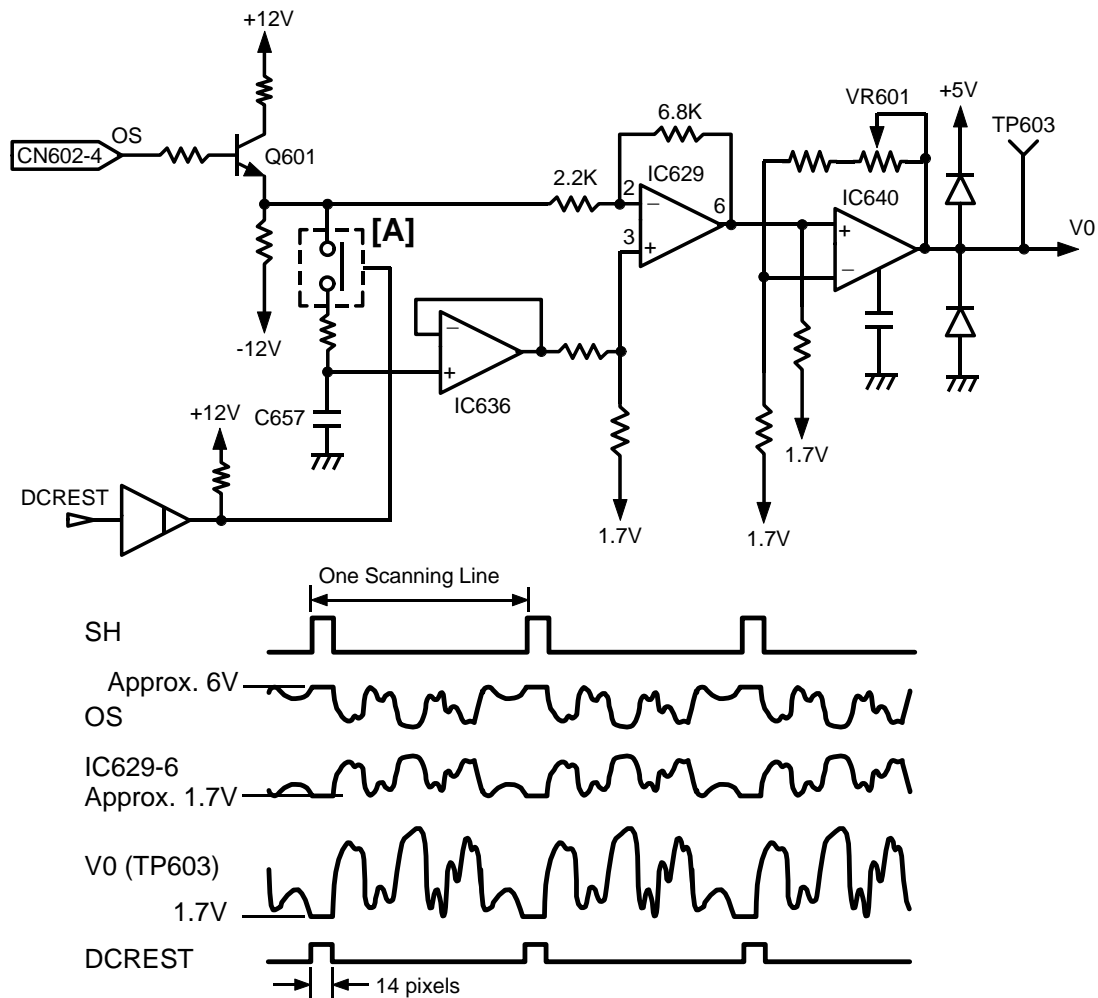 +12V
OS
CN602-4
Q601
[A]
-12V
+12V
C657
DCREST
IC636
2.2K
6.8K
IC629
2
3
6
−
+
−
+
1.7V
VR601
IC640
+
−
+5V
TP603
V0
1.7V
1.7V
One Scanning Line
SH
Approx. 6V
OS
IC629-6
Approx. 1.7V
V0 (TP603)
1.7V
DCREST
14 pixels